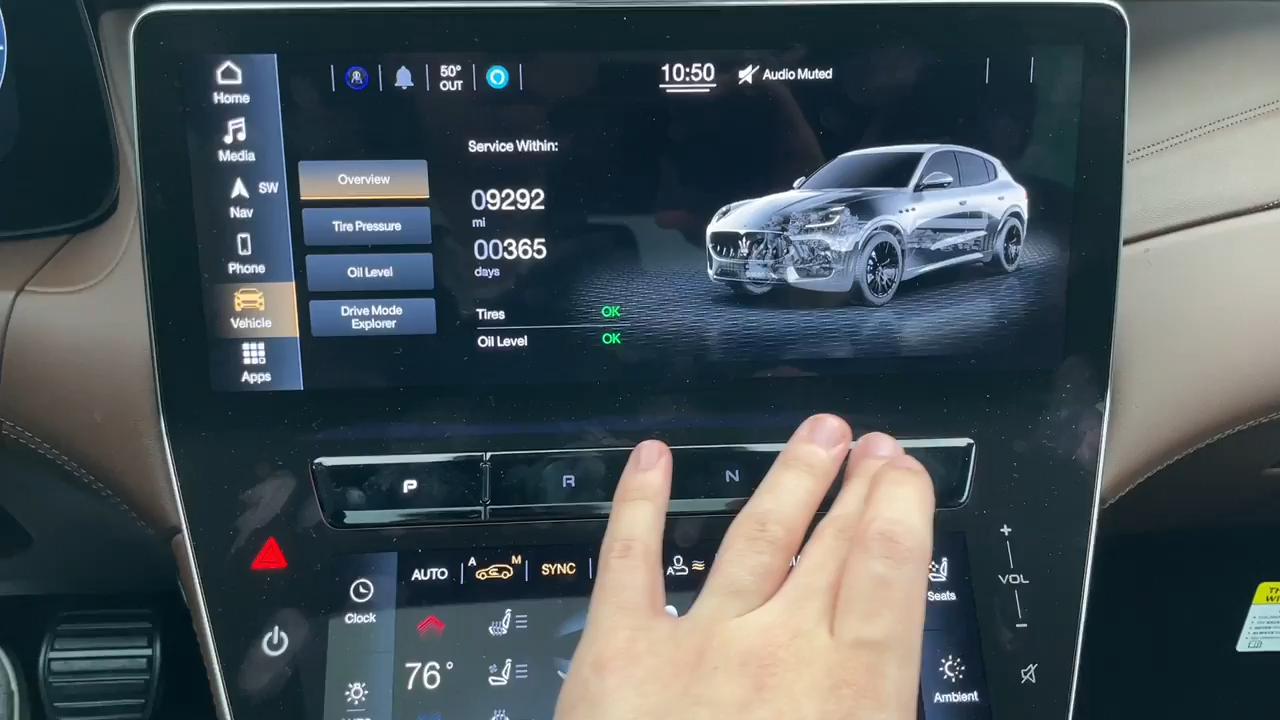 Home
Media
SW
Nav
Phone
Vehicle
Apps
50°
OUT
10:50
Audio Muted
Overview
Tire Pressure
Oil Level
Drive Mode
Explorer
Service Within:
09292
mi
00365
days
Tires OK
Oil Level OK
P
R
N
VOL
Clock
AUTO
A M
SYNC
A
Seats
76°
Ambient